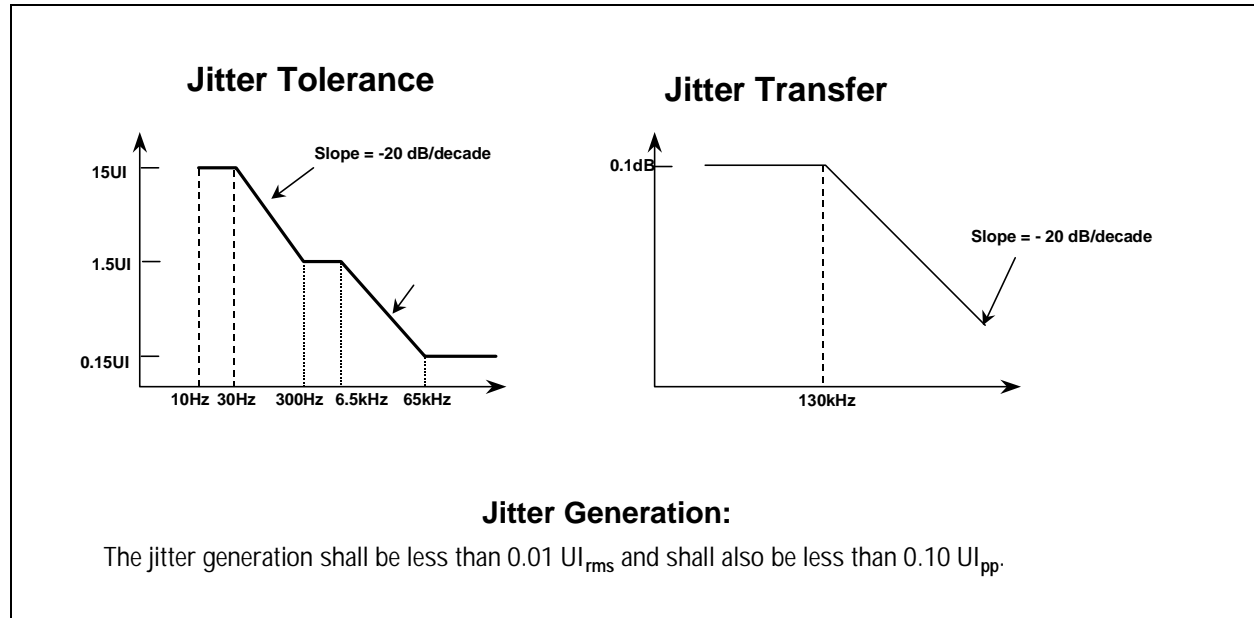 Jitter Tolerance
Slope = -20 dB/decade
15UI
1.5UI
0.15UI
10Hz 30Hz 300Hz 6.5kHz 65kHz
Jitter Transfer
0.1dB
Slope = - 20 dB/decade
130kHz
Jitter Generation:
The jitter generation shall be less than 0.01 UIrms and shall also be less than 0.10 UIpp.